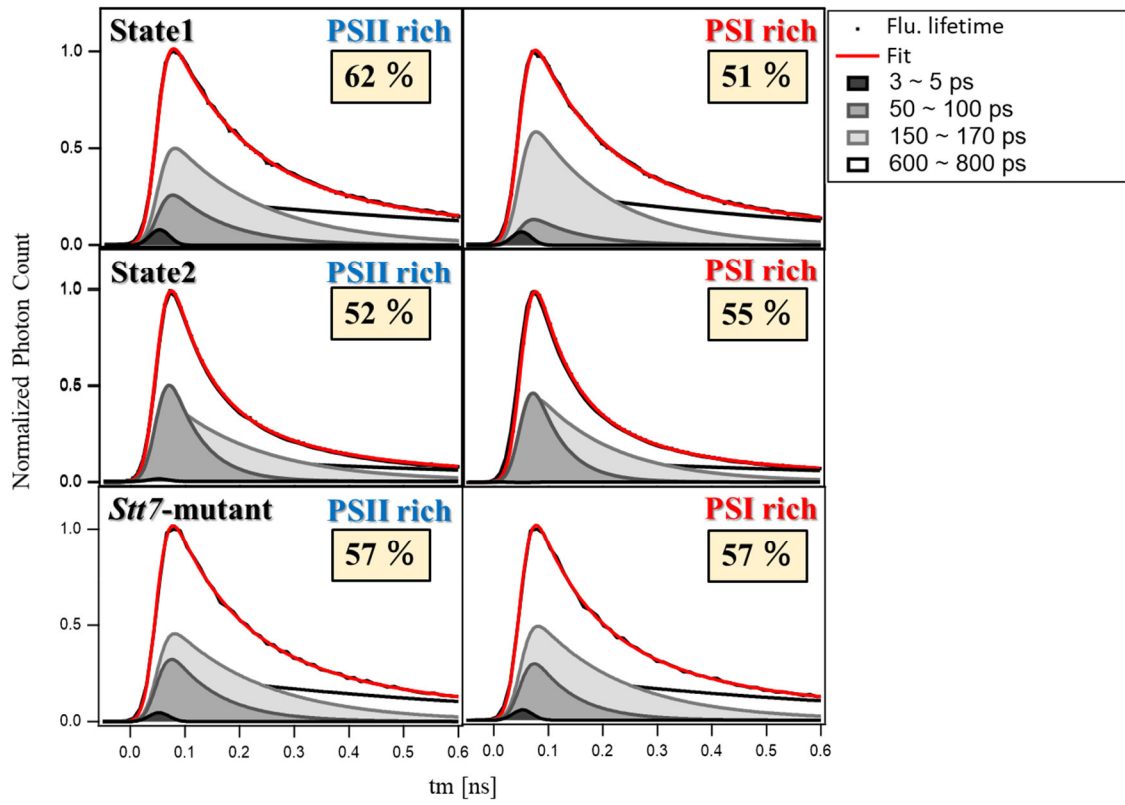 State1 PSII rich
62 %
1.0
0.5
0.0
PSI rich
51 %
Flu. lifetime
Fit
3 ~ 5 ps
50 ~ 100 ps
150 ~ 170 ps
600 ~ 800 ps
State2 PSII rich
52 %
1.0
0.5
0.0
PSI rich
55 %
Stt7-mutant PSII rich
57 %
1.0
0.5
0.0
PSI rich
57 %
0.0 0.1 0.2 0.3 0.4 0.5 0.6
0.0 0.1 0.2 0.3 0.4 0.5 0.6
Normalized Photon Count
tm [ns]